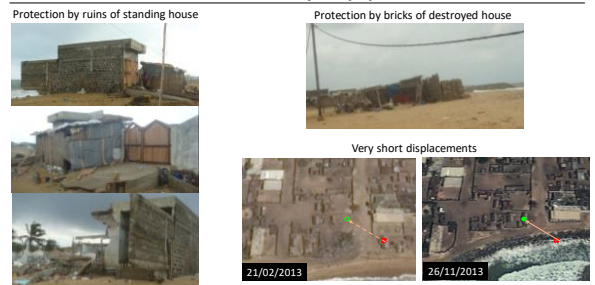 Protection by ruins of standing house
Protection by bricks of destroyed house
Very short displacements
21/02/2013
26/11/2013